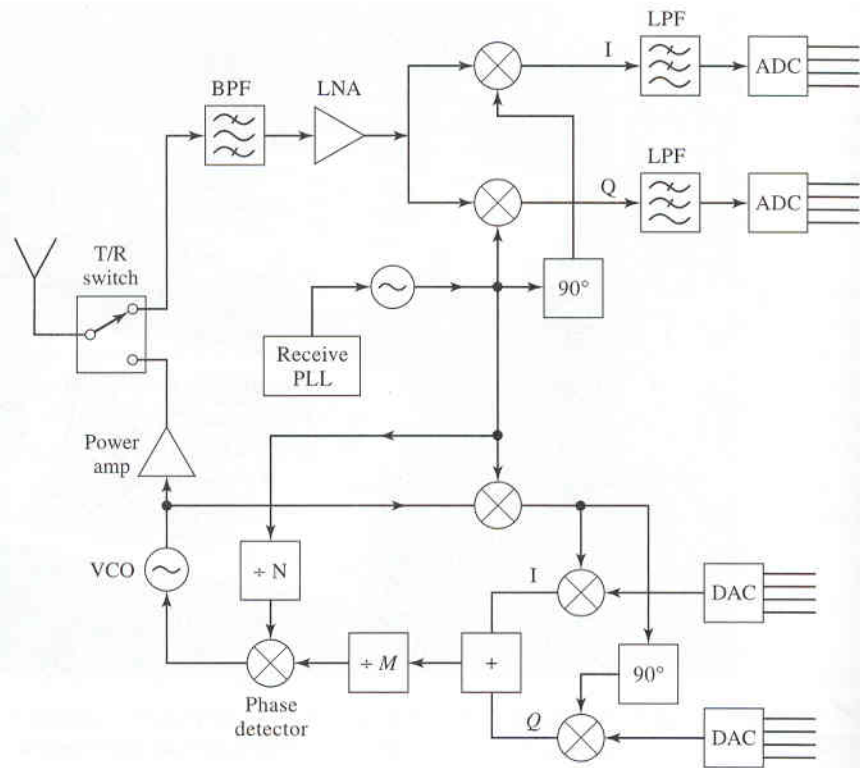 LPF
I
ADC
BPF
LNA
LPF
Q
ADC
T/R
switch
90°
Receive
PLL
Power
amp
VCO
÷ N
I
DAC
÷ M
+
90°
Phase
detector
Q
DAC